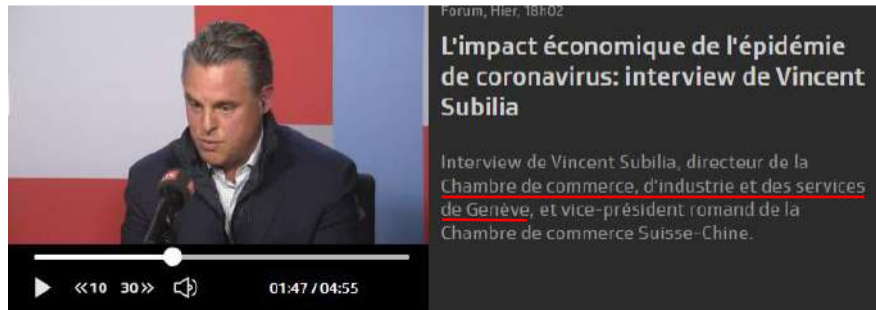 Forum, Hier, 18h02
L'impact économique de l'épidémie
de coronavirus: interview de Vincent
Subilia
Interview de Vincent Subilia, directeur de la
Chambre de commerce, d'industrie et des services
de Genève, et vice-président romand de la
Chambre de commerce Suisse-Chine.
«10 30» 01:47 / 04:55